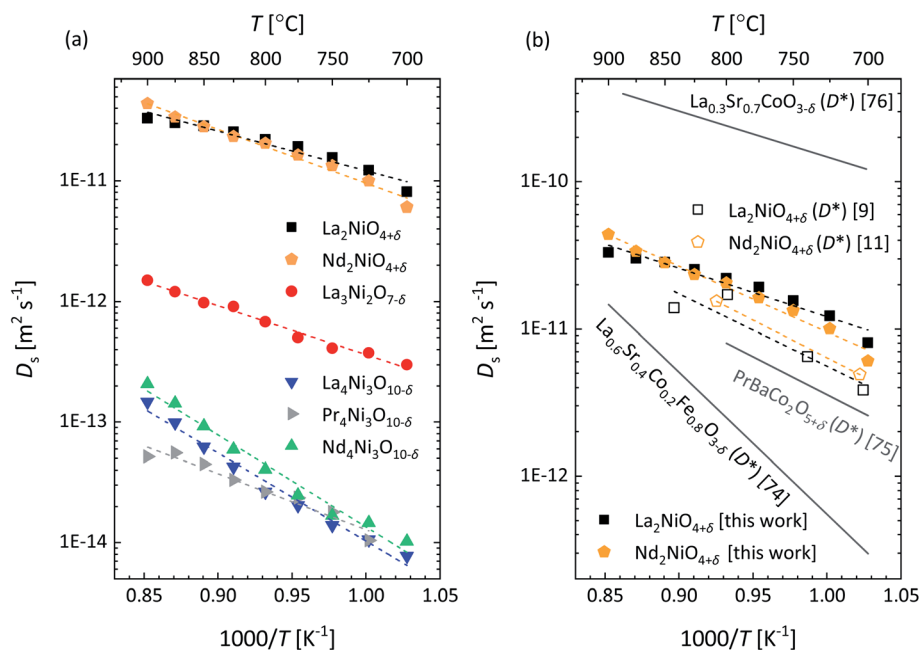 (a)
T [°C]
900 850 800 750 700
1E-11
1E-12
1E-13
1E-14
Dₛ [m² s⁻¹]
La₂NiO₄₊δ
Nd₂NiO₄₊δ
La₃Ni₂O₇₋δ
La₄Ni₃O₁₀₋δ
Pr₄Ni₃O₁₀₋δ
Nd₄Ni₃O₁₀₋δ
0.85 0.90 0.95 1.00 1.05
1000/T [K⁻¹]
(b)
T [°C]
900 850 800 750 700
1E-10
1E-11
1E-12
Dₛ [m² s⁻¹]
La₀.₃Sr₀.₇CoO₃₋δ (D*) [76]
La₂NiO₄₊δ (D*) [9]
Nd₂NiO₄₊δ (D*) [11]
La₀.₆Sr₀.₄Co₀.₂Fe₀.₈O₃₋δ (D*) [74]
PrBaCo₂O₅₊δ (D*) [75]
La₂NiO₄₊δ [this work]
Nd₂NiO₄₊δ [this work]
0.85 0.90 0.95 1.00 1.05
1000/T [K⁻¹]